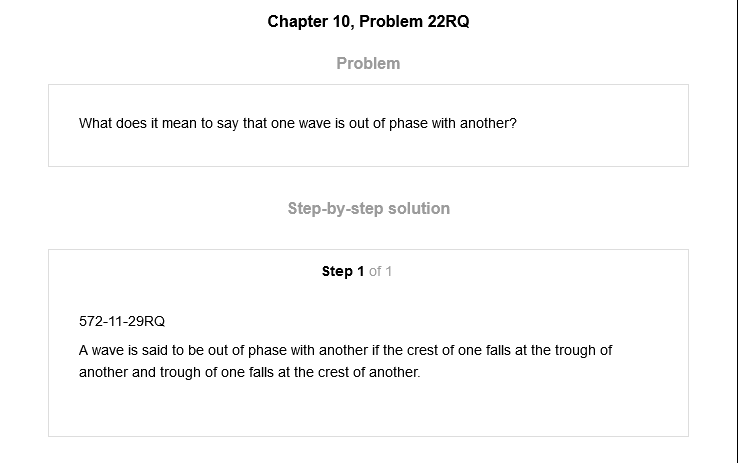 Chapter 10, Problem 22RQ
Problem
What does it mean to say that one wave is out of phase with another?
Step-by-step solution
Step 1 of 1
572-11-29RQ
A wave is said to be out of phase with another if the crest of one falls at the trough of
another and trough of one falls at the crest of another.